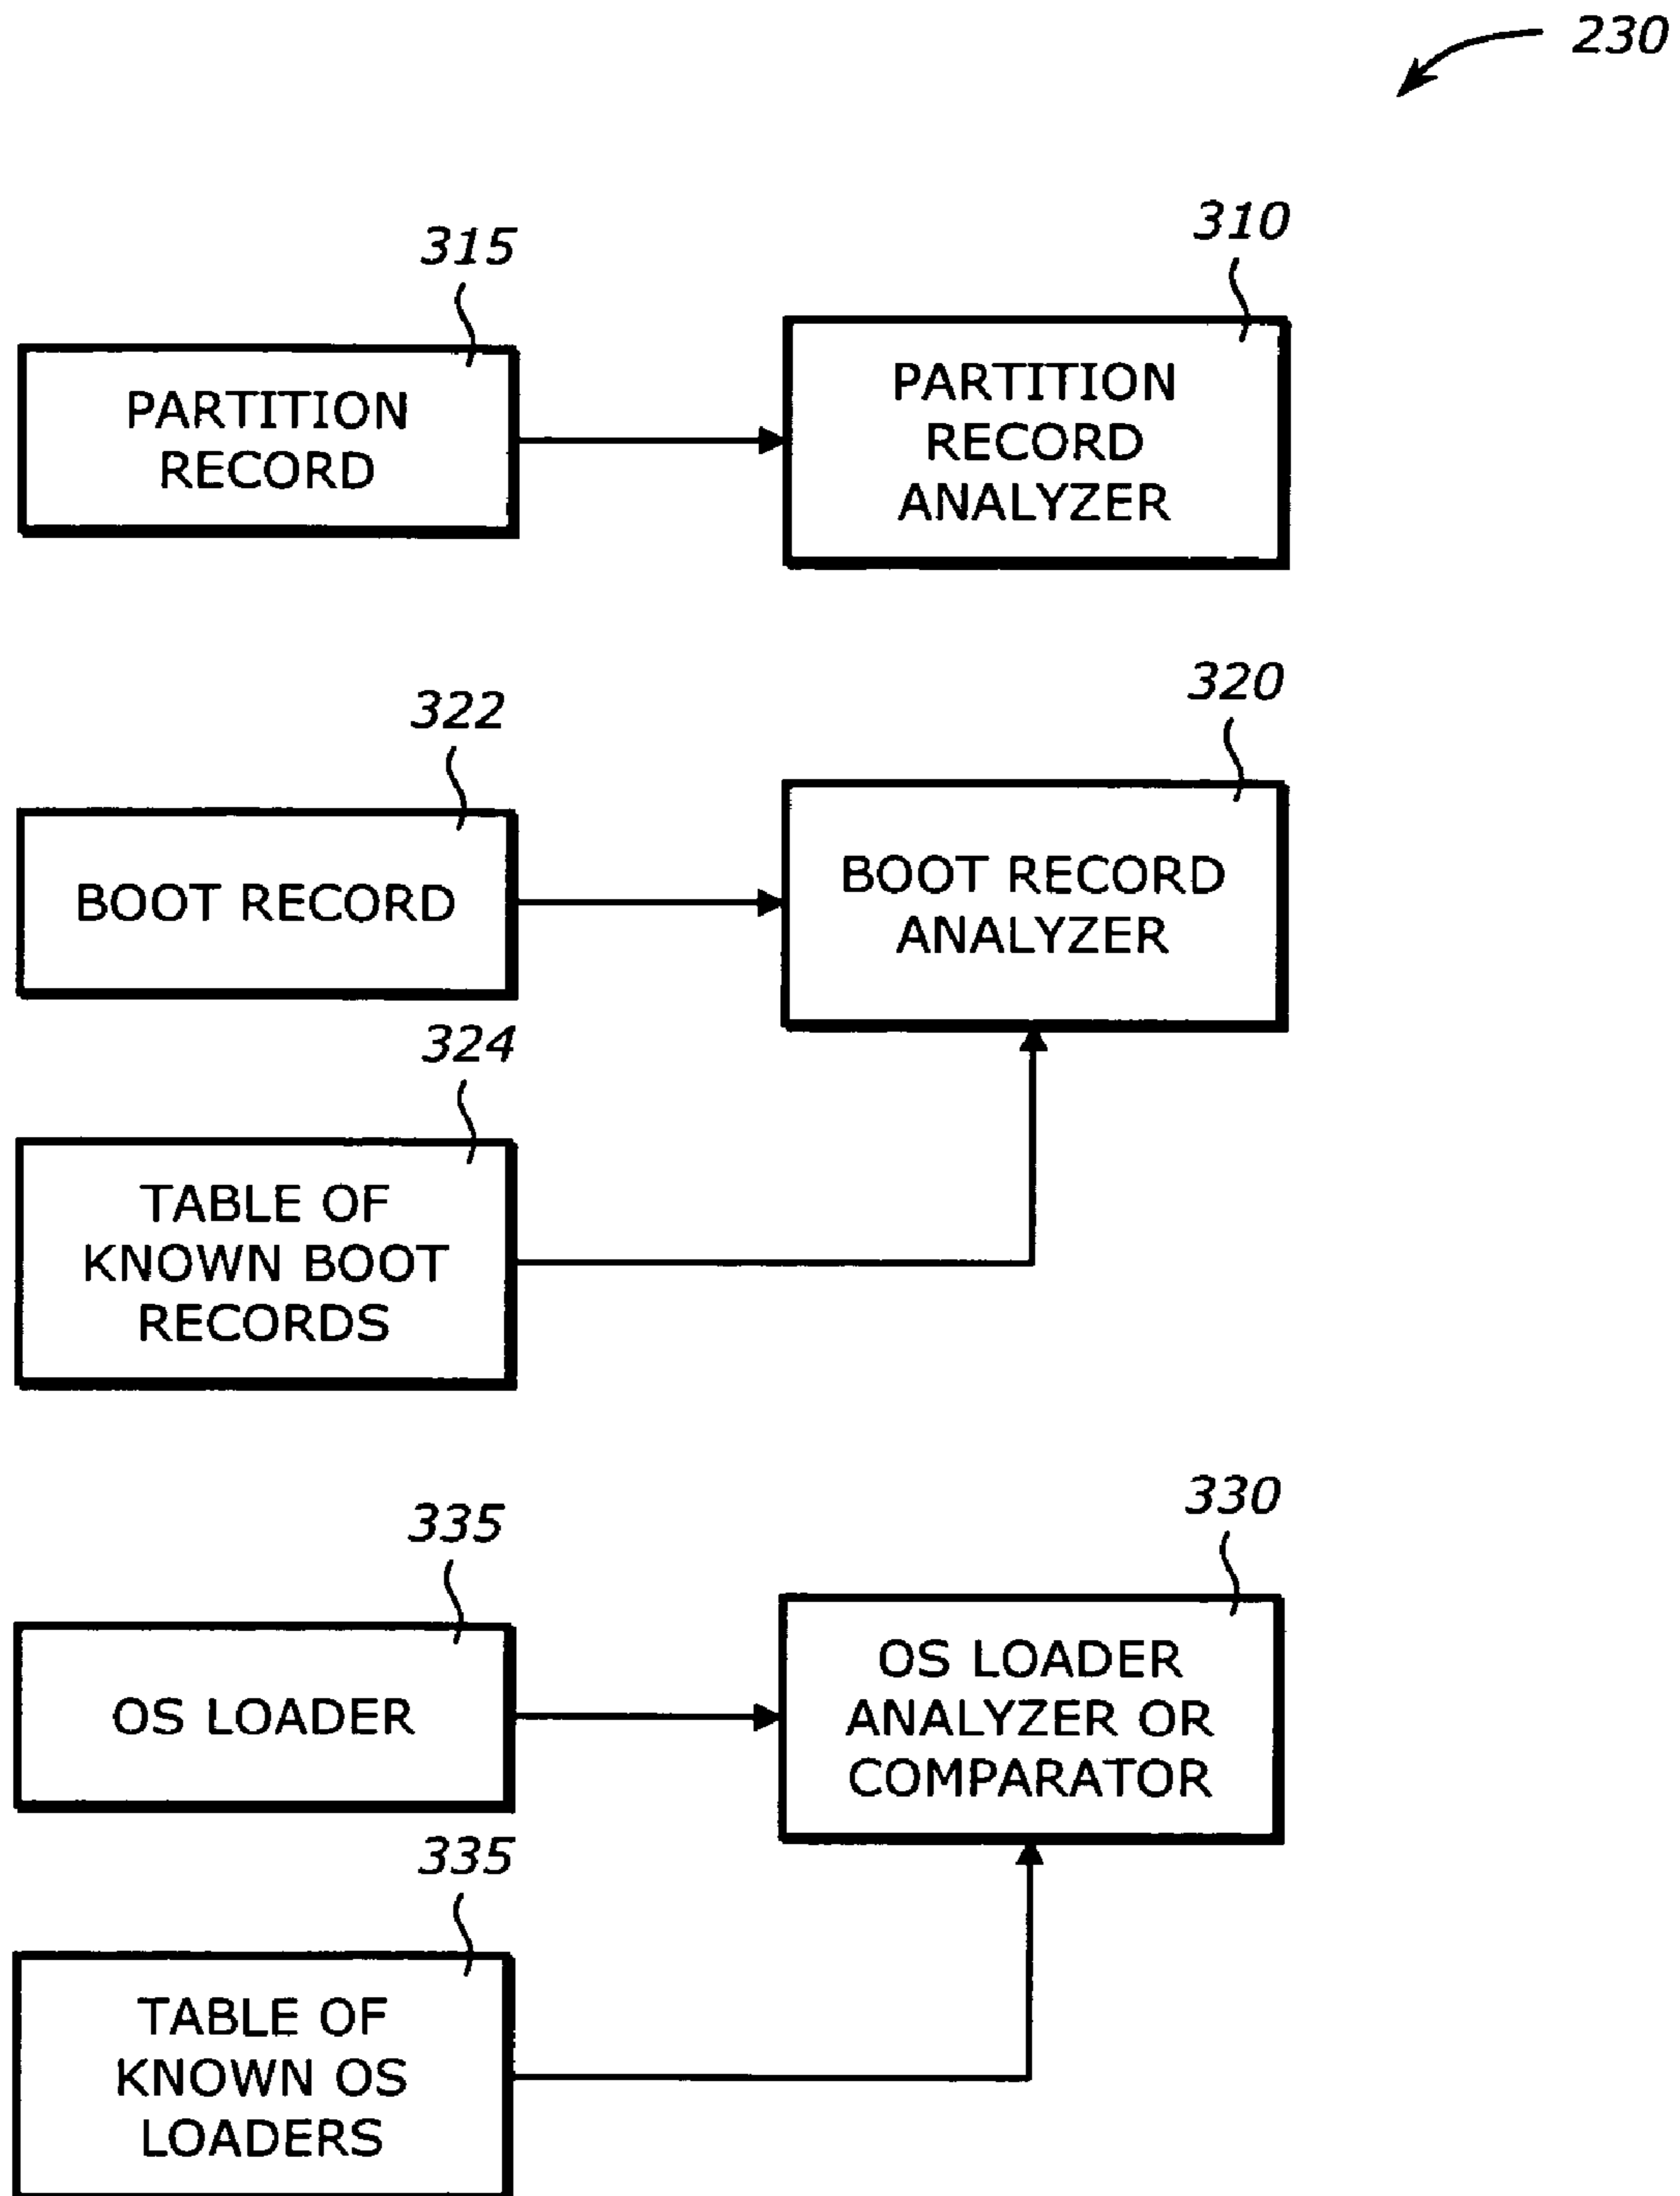 230
315
310
PARTITION
RECORD
PARTITION
RECORD
ANALYZER
322
320
BOOT RECORD
BOOT RECORD
ANALYZER
324
TABLE OF
KNOWN BOOT
RECORDS
335
330
OS LOADER
OS LOADER
ANALYZER OR
COMPARATOR
335
TABLE OF
KNOWN OS
LOADERS